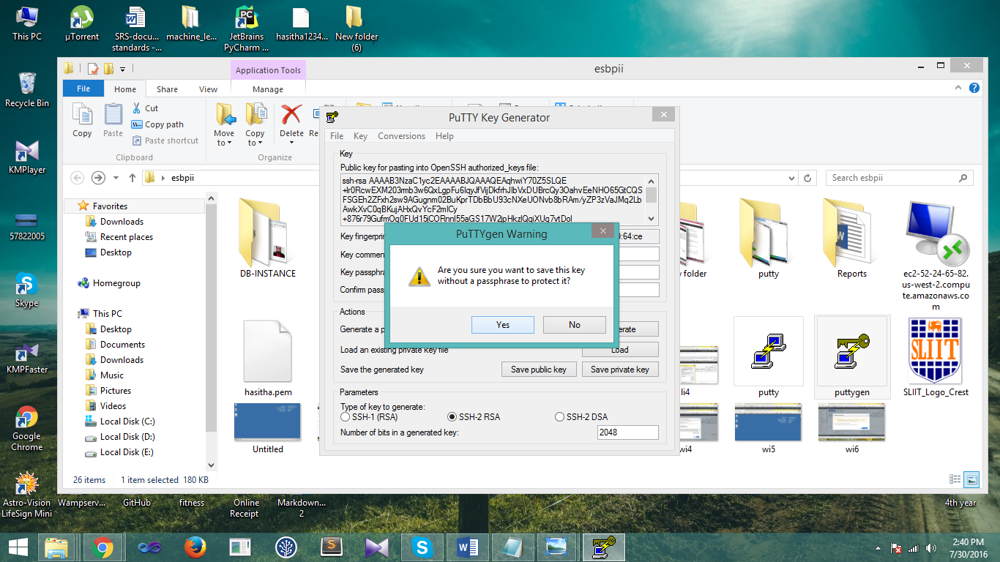 This PC
µTorrent
SRS-docu...
standards -...
machine_le...
JetBrains
PyCharm ...
hasitha1234...
New folder
(6)
Recycle Bin
KMPlayer
57822005
Skype
KMPFaster
Google
Chrome
Astro-Vision
LifeSign Mini
Wampserv...
GitHub
fitness
Online
Receipt
Markdown...
2
4th year
Application Tools
esbpii
File
Home
Share
View
Manage
Copy
Paste
Cut
Copy path
Paste shortcut
Clipboard
Move
to
Copy
to
Delete
Re
Organize
esbpii
Search esbpii
Favorites
Downloads
Recent places
Desktop
Homegroup
This PC
Desktop
Documents
Downloads
Music
Pictures
Videos
Local Disk (C:)
Local Disk (D:)
Local Disk (E:)
DB-INSTANCE
hasitha.pem
Untitled
w folder
putty
Reports
ec2-52-24-65-82.
us-west-2.compu
te.amazonaws.co
m
li4
putty
puttygen
SLIIT
SLIIT_Logo_Crest
wi4
wi5
wi6
26 items
1 item selected 180 KB
PuTTY Key Generator
File
Key
Conversions
Help
Key
Public key for pasting into OpenSSH authorized_keys file:
ssh-rsa AAAAB3NzaC1yc2EAAAABJQAAAQEAqhwiY70Z5SLQE
Key fingerprin
9:64:ce
Key commen
Key passphra
Confirm pass
Actions
Generate a p
erate
Load an existing private key file
Load
Save the generated key
Save public key
Save private key
Parameters
Type of key to generate:
SSH-1 (RSA)
SSH-2 RSA
SSH-2 DSA
Number of bits in a generated key:
2048
PuTTYgen Warning
Are you sure you want to save this key
without a passphrase to protect it?
Yes
No
2:40 PM
7/30/2016